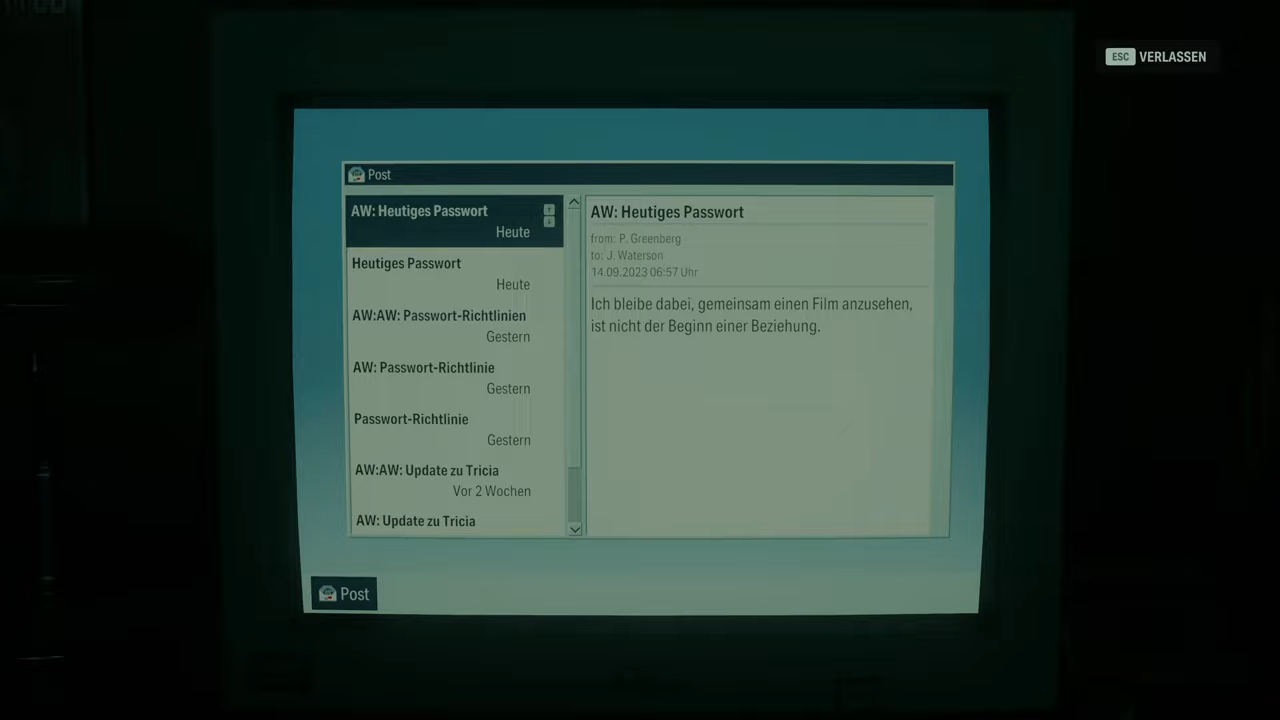 ESC VERLASSEN
Post
AW: Heutiges Passwort
Heute
Heutiges Passwort
Heute
AW:AW: Passwort-Richtlinien
Gestern
AW: Passwort-Richtlinie
Gestern
Passwort-Richtlinie
Gestern
AW:AW: Update zu Tricia
Vor 2 Wochen
AW: Update zu Tricia
AW: Heutiges Passwort
from: P. Greenberg
to: J. Waterson
14.09.2023 06:57 Uhr
Ich bleibe dabei, gemeinsam einen Film anzusehen,
ist nicht der Beginn einer Beziehung.
Post